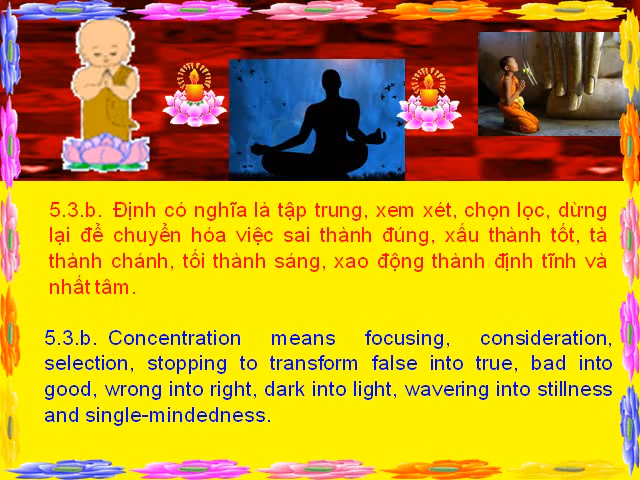 5.3.b. Định có nghĩa là tập trung, xem xét, chọn lọc, dừng
lại để chuyển hóa việc sai thành đúng, xấu thành tốt, tà
thành chánh, tối thành sáng, xao động thành định tĩnh và
nhất tâm.
5.3.b. Concentration means focusing, consideration,
selection, stopping to transform false into true, bad into
good, wrong into right, dark into light, wavering into stillness
and single-mindedness.